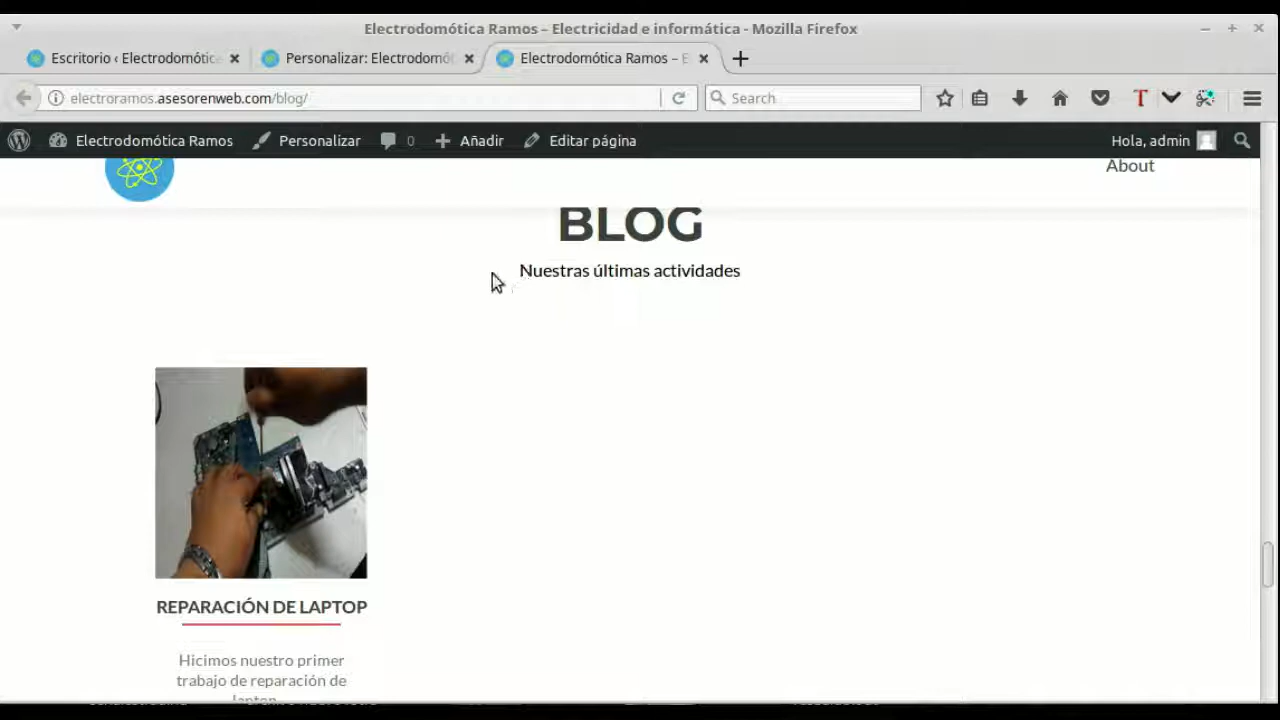 Electrodomótica Ramos – Electricidad e informática - Mozilla Firefox
Escritorio ‹ Electrodomótica
Personalizar: Electrodomót
Electrodomótica Ramos – E
electroramos.asesorenweb.com/blog/
Search
Electrodomótica Ramos
Personalizar
0
Añadir
Editar página
Hola, admin
About
BLOG
Nuestras últimas actividades
REPARACIÓN DE LAPTOP
Hicimos nuestro primer
trabajo de reparación de
laptop